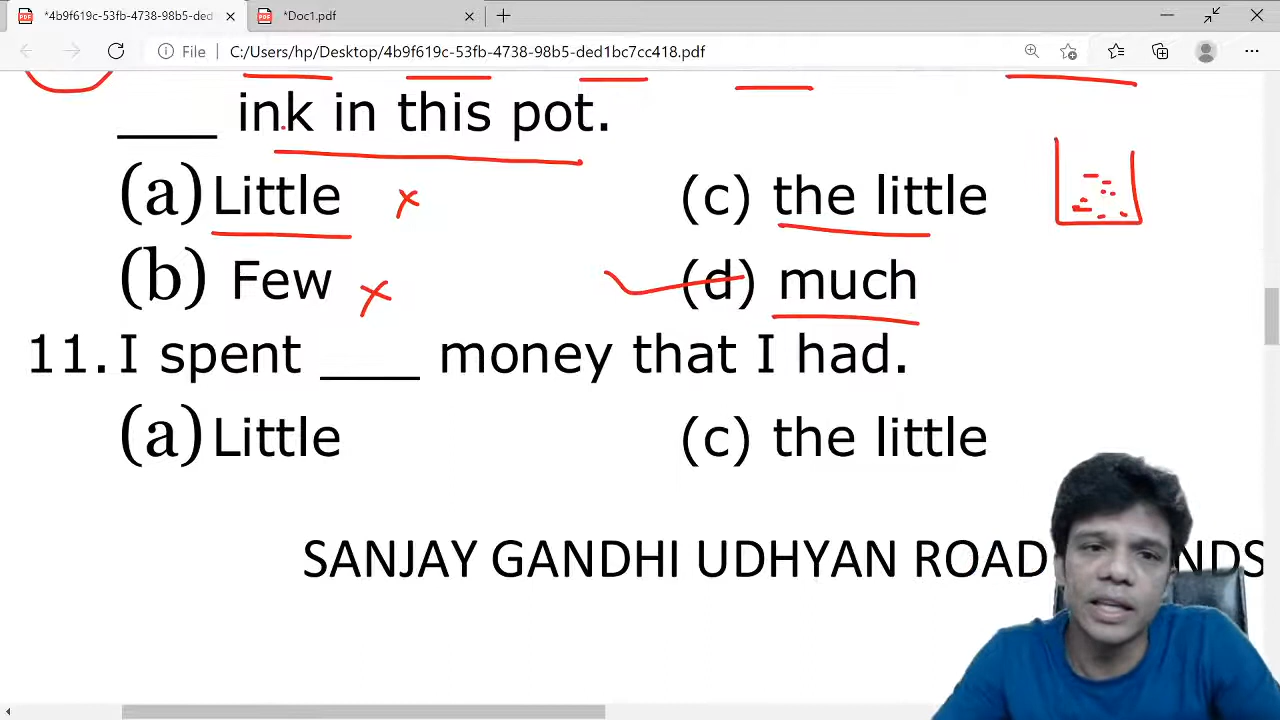 *4b9f619c-53fb-4738-98b5-ded *Doc1.pdf
File C:/Users/hp/Desktop/4b9f619c-53fb-4738-98b5-ded1bc7cc418.pdf
____ ink in this pot.
(a) Little (c) the little
(b) Few (d) much
11. I spent ____ money that I had.
(a) Little (c) the little
SANJAY GANDHI UDHYAN ROAD